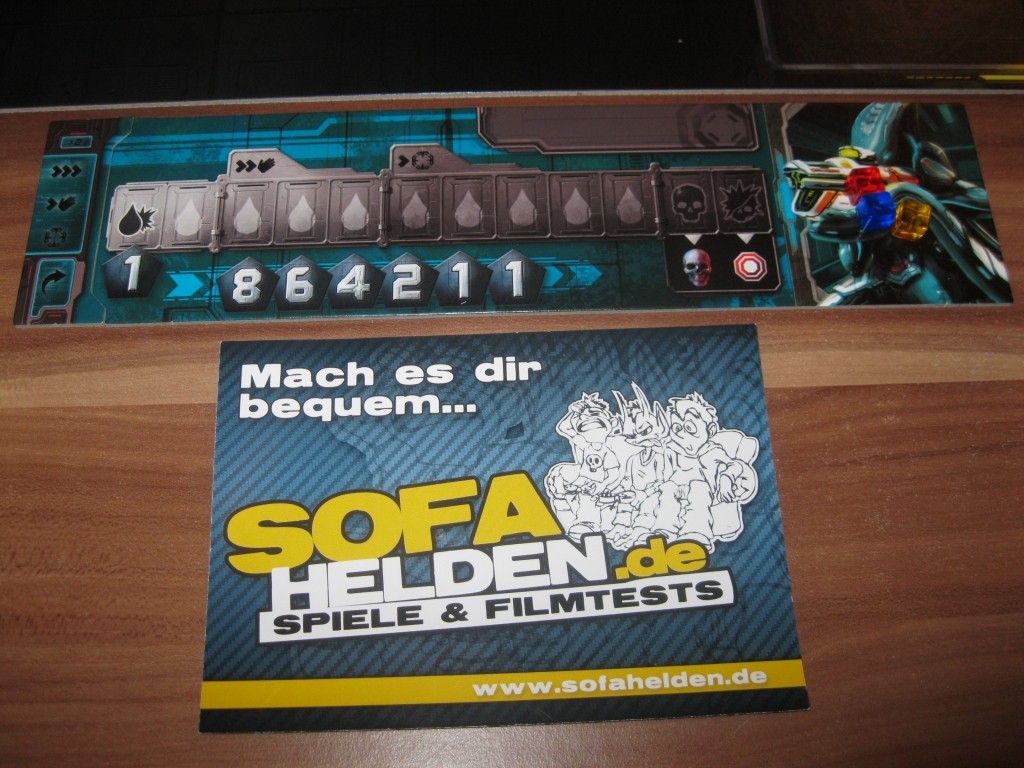 1
8 6 4 2 1 1
Mach es dir
bequem...
SOFA
HELDEN.de
SPIELE & FILMTESTS
www.sofahelden.de